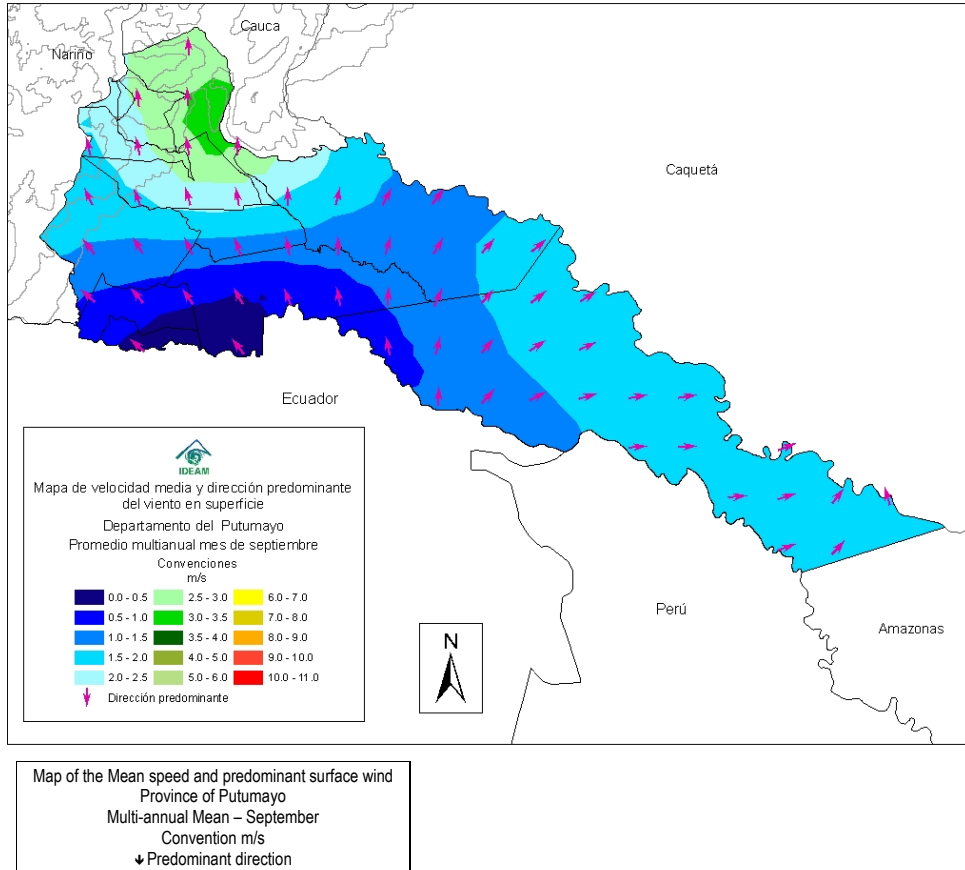 Cauca
Nariño
Caquetá
Ecuador
IDEAM
Mapa de velocidad media y dirección predominante
del viento en superficie
Departamento del Putumayo
Promedio multianual mes de septiembre
Convenciones
m/s
0.0 - 0.5 2.5 - 3.0 6.0 - 7.0
0.5 - 1.0 3.0 - 3.5 7.0 - 8.0
1.0 - 1.5 3.5 - 4.0 8.0 - 9.0
1.5 - 2.0 4.0 - 5.0 9.0 - 10.0
2.0 - 2.5 5.0 - 6.0 10.0 - 11.0
Dirección predominante
N
Perú
Amazonas
Map of the Mean speed and predominant surface wind
Province of Putumayo
Multi-annual Mean – September
Convention m/s
Predominant direction